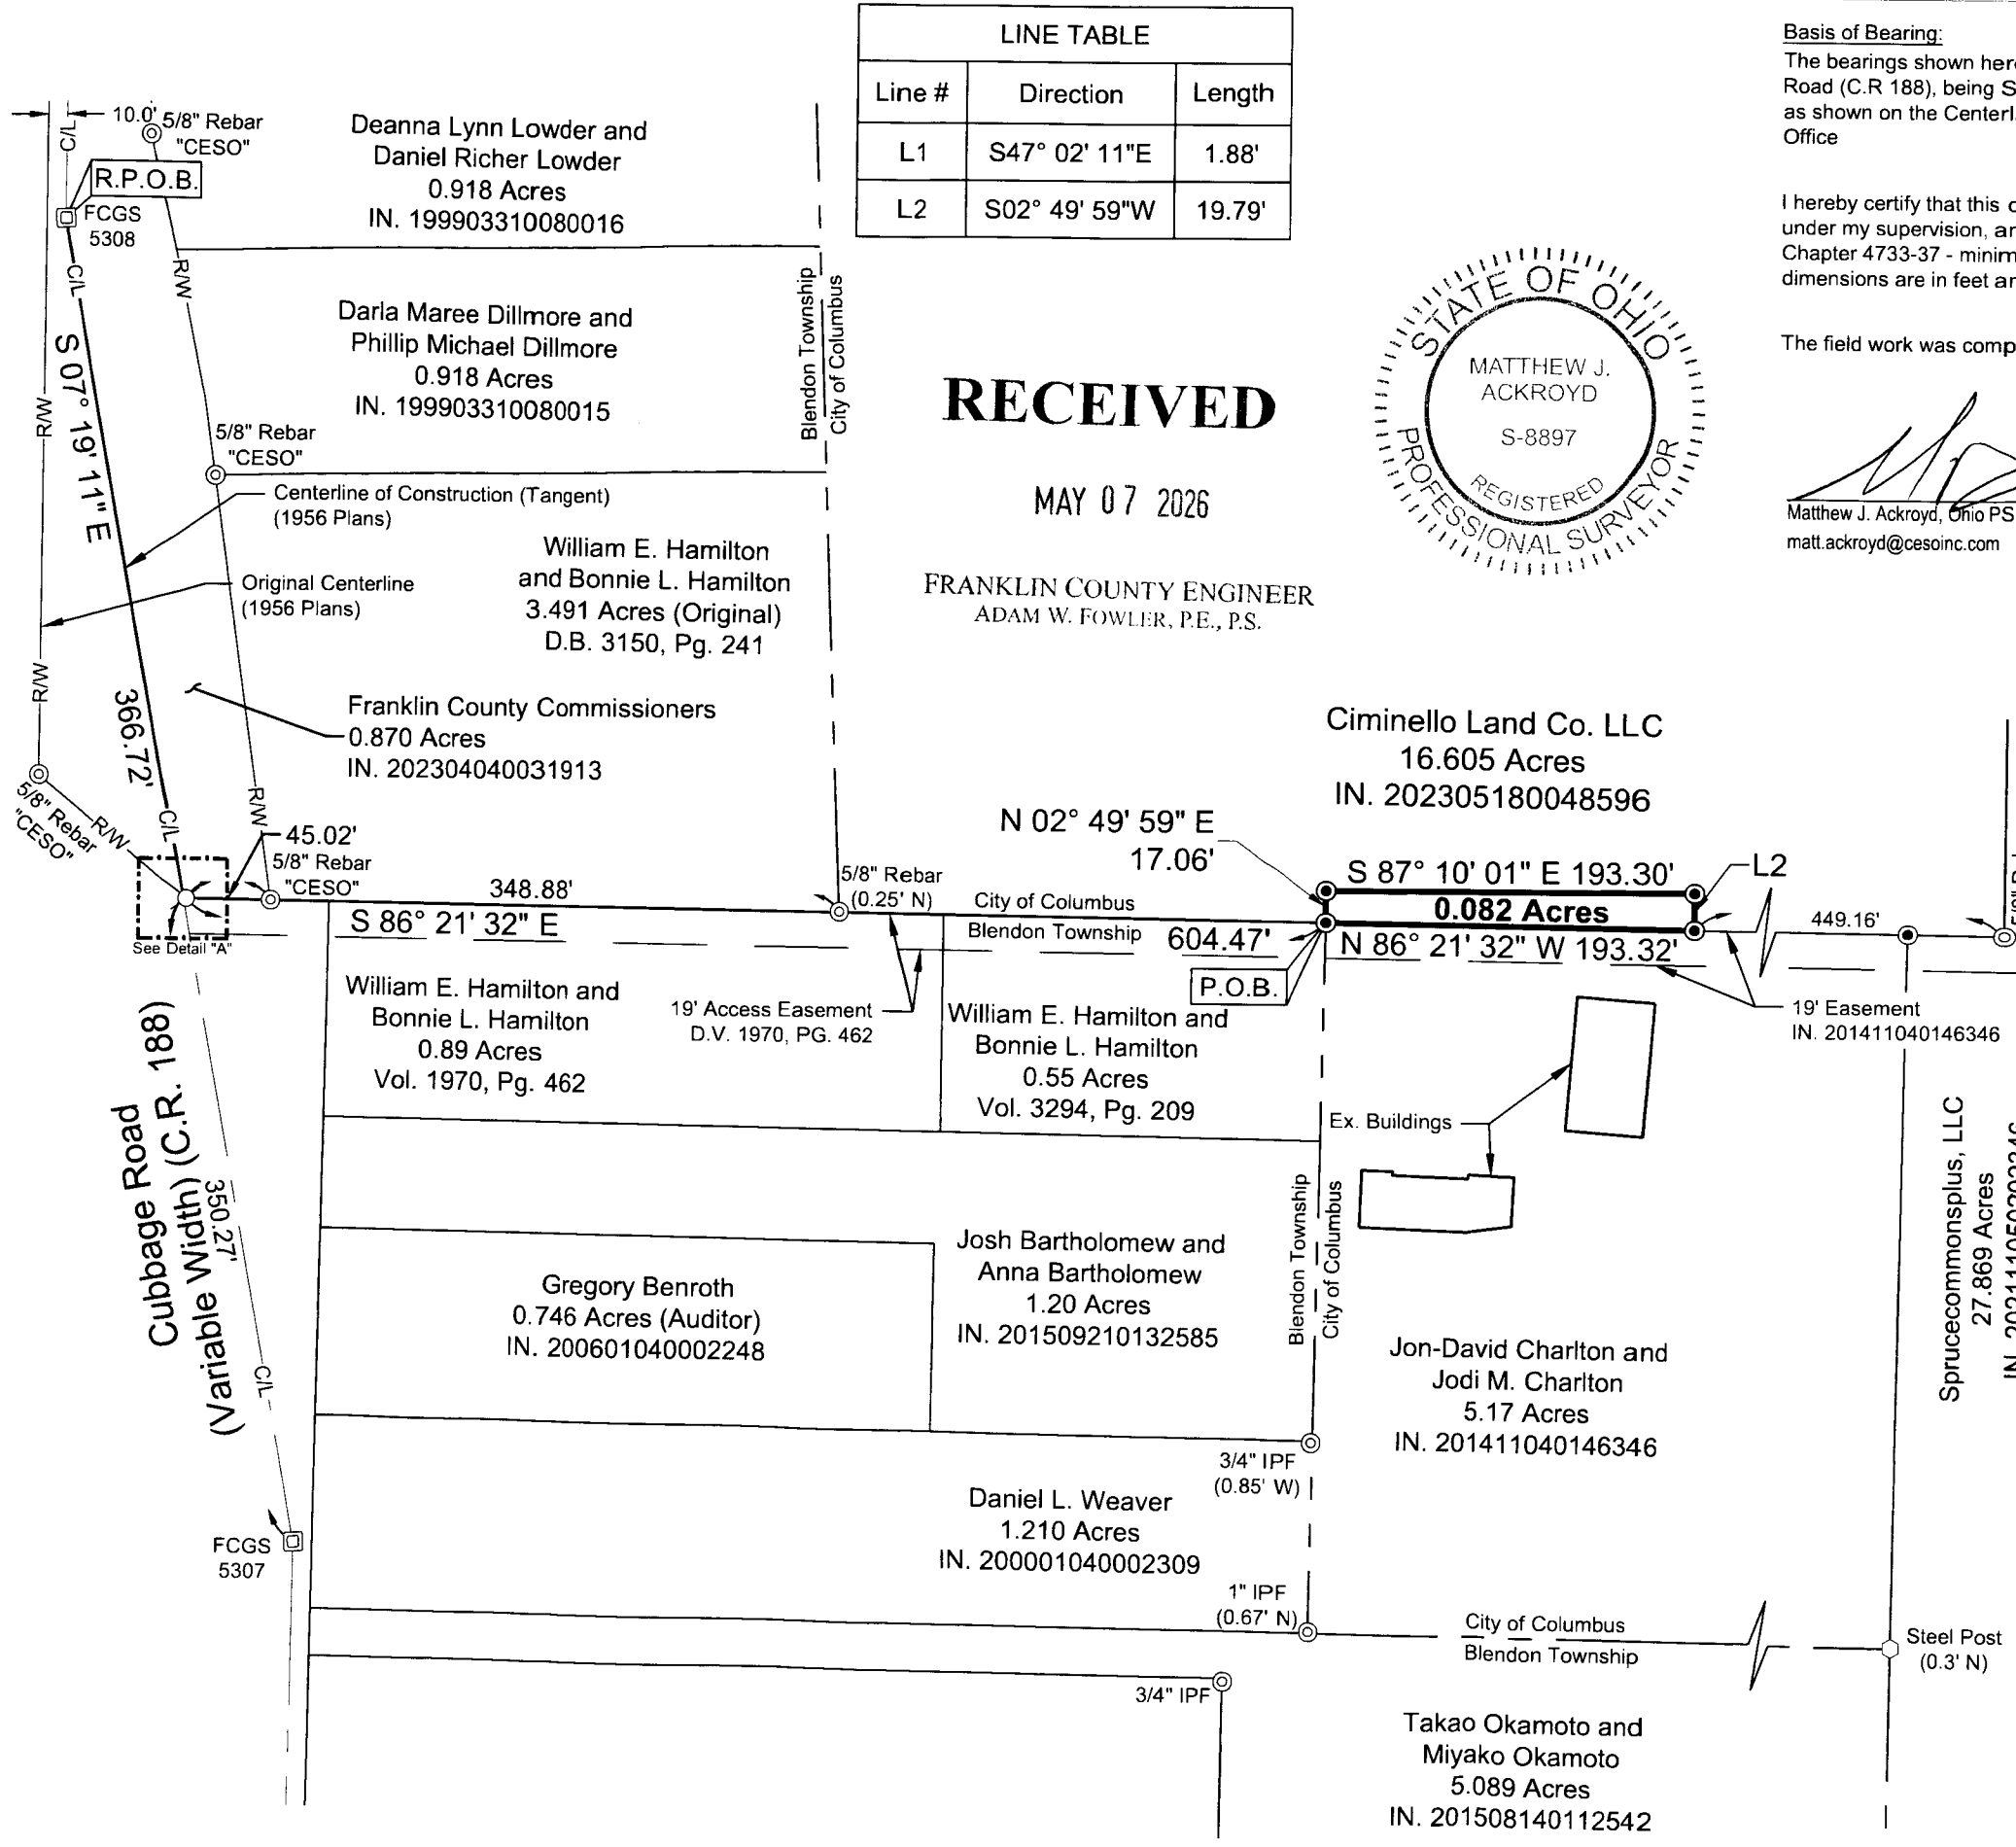 LINE TABLE
Line # Direction Length
L1 S47° 02' 11"E 1.88'
L2 S02° 49' 59"W 19.79'
Basis of Bearing:
The bearings shown here
Road (C.R 188), being S
as shown on the Centerl
Office
I hereby certify that this
under my supervision,
Chapter 4733-37 - minim
dimensions are in feet
The field work was comp
Matthew J. Ackroyd, Ohio PS
matt.ackroyd@cesoinc.com
STATE OF OHIO
MATTHEW J.
ACKROYD
S-8897
REGISTERED
PROFESSIONAL SURVEYOR
RECEIVED
MAY 07 2026
FRANKLIN COUNTY ENGINEER
ADAM W. FOWLER, P.E., P.S.
10.0'
5/8" Rebar
"CESO"
C/L
R.P.O.B.
FCGS
5308
C/L
R/W
R/W
S 07° 19' 11" E
366.72'
R/W
C/L
R/W
Deanna Lynn Lowder and
Daniel Richer Lowder
0.918 Acres
IN. 199903310080016
Darla Maree Dillmore and
Phillip Michael Dillmore
0.918 Acres
IN. 199903310080015
Blendon Township
City of Columbus
5/8" Rebar
"CESO"
Centerline of Construction (Tangent)
(1956 Plans)
Original Centerline
(1956 Plans)
William E. Hamilton
and Bonnie L. Hamilton
3.491 Acres (Original)
D.B. 3150, Pg. 241
Franklin County Commissioners
0.870 Acres
IN. 202304040031913
5/8" Rebar
"CESO"
R/W
45.02'
5/8" Rebar
"CESO"
See Detail "A"
348.88'
S 86° 21' 32" E
5/8" Rebar
(0.25' N)
City of Columbus
Blendon Township
604.47'
P.O.B.
N 02° 49' 59" E
17.06'
Ciminello Land Co. LLC
16.605 Acres
IN. 202305180048596
S 87° 10' 01" E 193.30'
0.082 Acres
N 86° 21' 32" W 193.32'
L2
449.16'
19' Easement
IN. 201411040146346
William E. Hamilton and
Bonnie L. Hamilton
0.89 Acres
Vol. 1970, Pg. 462
19' Access Easement
D.V. 1970, PG. 462
William E. Hamilton and
Bonnie L. Hamilton
0.55 Acres
Vol. 3294, Pg. 209
Ex. Buildings
Cubbage Road
(Variable Width) (C.R. 188)
350.27'
C/L
FCGS
5307
Gregory Benroth
0.746 Acres (Auditor)
IN. 200601040002248
Josh Bartholomew and
Anna Bartholomew
1.20 Acres
IN. 201509210132585
Blendon Township
City of Columbus
Jon-David Charlton and
Jodi M. Charlton
5.17 Acres
IN. 201411040146346
Sprucecommonsplus, LLC
27.869 Acres
3/4" IPF
(0.85' W)
Daniel L. Weaver
1.210 Acres
IN. 200001040002309
1" IPF
(0.67' N)
City of Columbus
Blendon Township
Steel Post
(0.3' N)
3/4" IPF
Takao Okamoto and
Miyako Okamoto
5.089 Acres
IN. 201508140112542